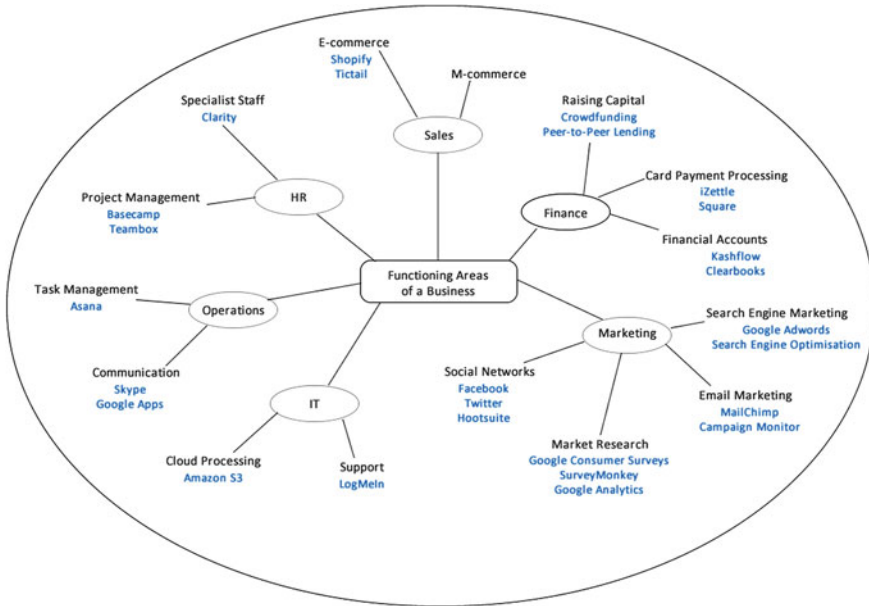 E-commerce
Shopify
Tictail
M-commerce
Sales
Specialist Staff
Clarity
Project Management
Basecamp
Teambox
HR
Raising Capital
Crowdfunding
Peer-to-Peer Lending
Card Payment Processing
iZettle
Square
Finance
Financial Accounts
Kashflow
Clearbooks
Functioning Areas
of a Business
Task Management
Asana
Operations
Communication
Skype
Google Apps
IT
Cloud Processing
Amazon S3
Support
LogMeIn
Marketing
Search Engine Marketing
Google Adwords
Search Engine Optimisation
Social Networks
Facebook
Twitter
Hootsuite
Email Marketing
MailChimp
Campaign Monitor
Market Research
Google Consumer Surveys
SurveyMonkey
Google Analytics